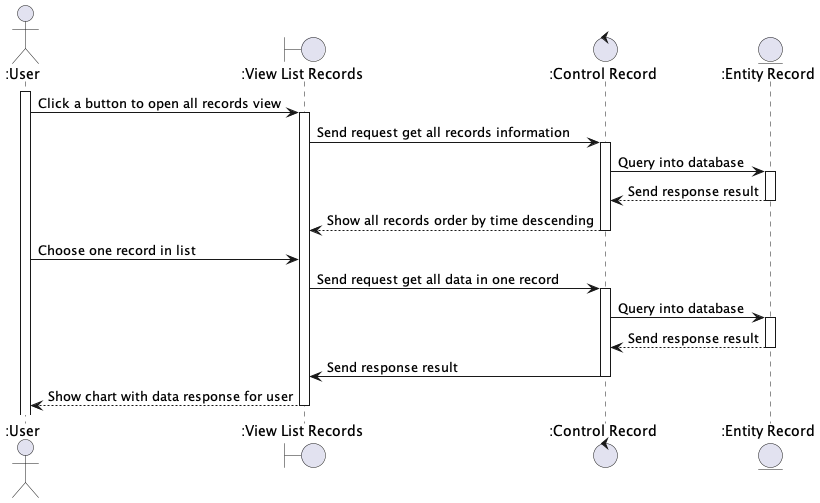 :User
:View List Records
:Control Record
:Entity Record
Click a button to open all records view
Send request get all records information
Query into database
Send response result
Show all records order by time descending
Choose one record in list
Send request get all data in one record
Query into database
Send response result
Send response result
Show chart with data response for user
:User
:View List Records
:Control Record
:Entity Record